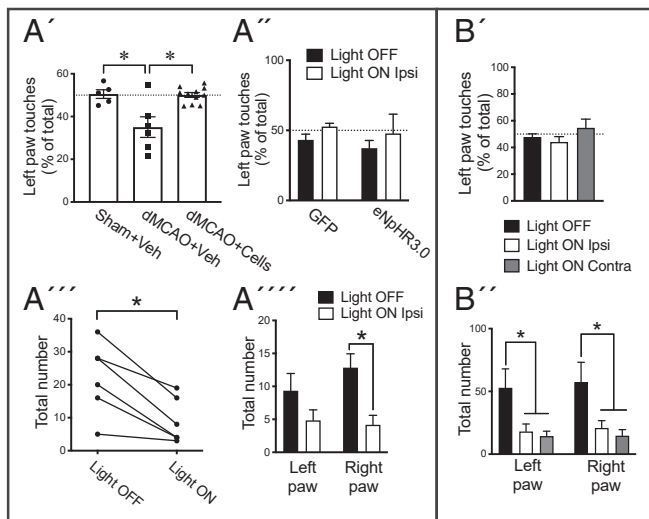 A′
Left paw touches
(% of total)
60
40
20
0
*
*
Sham+Veh
dMCAO+Veh
dMCAO+Cells
A′′
Light OFF
Light ON Ipsi
Left paw touches
(% of total)
100
50
0
GFP
eNpHR3.0
B′
Left paw touches
(% of total)
100
80
60
40
20
0
Light OFF
Light ON Ipsi
Light ON Contra
A′′′
Total number
40
30
20
10
0
*
Light OFF
Light ON
A′′′′
Light OFF
Light ON Ipsi
Total number
20
15
10
5
0
*
Left
paw
Right
paw
B′′
Total number
100
50
0
*
*
Left
paw
Right
paw